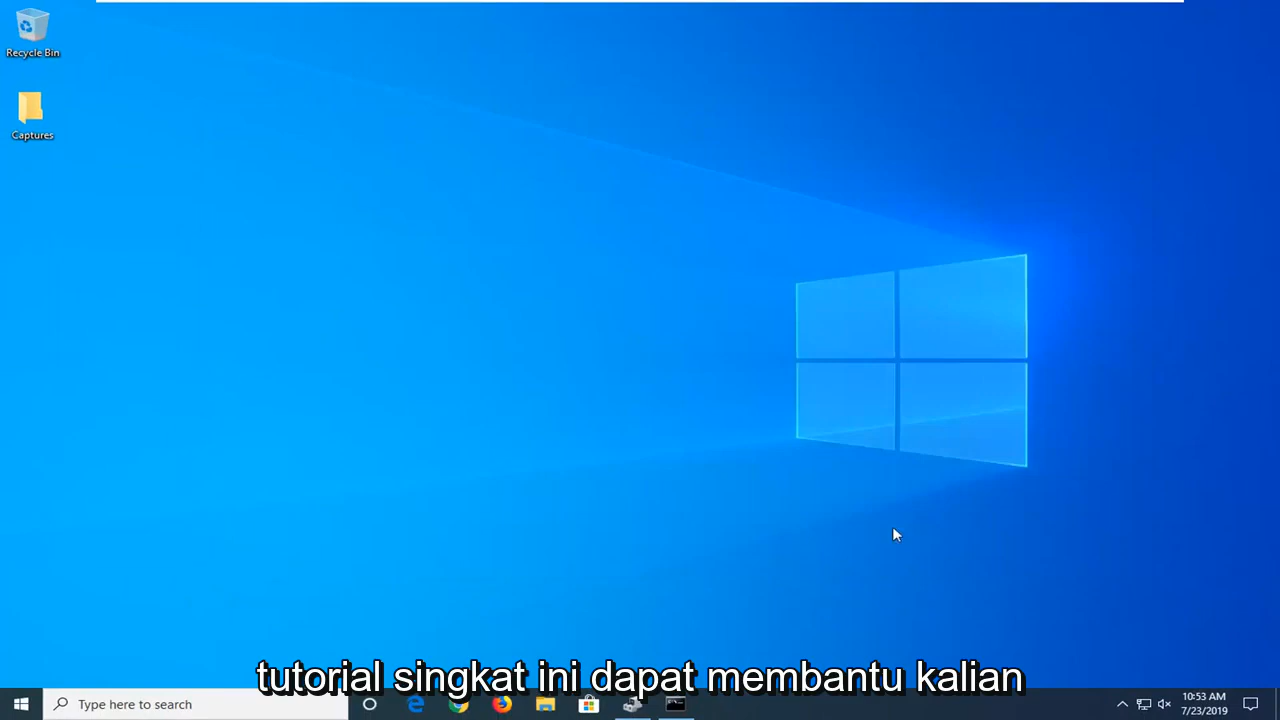 Recycle Bin
Captures
tutorial singkat ini dapat membantu kalian
Type here to search
10:53 AM
7/23/2019